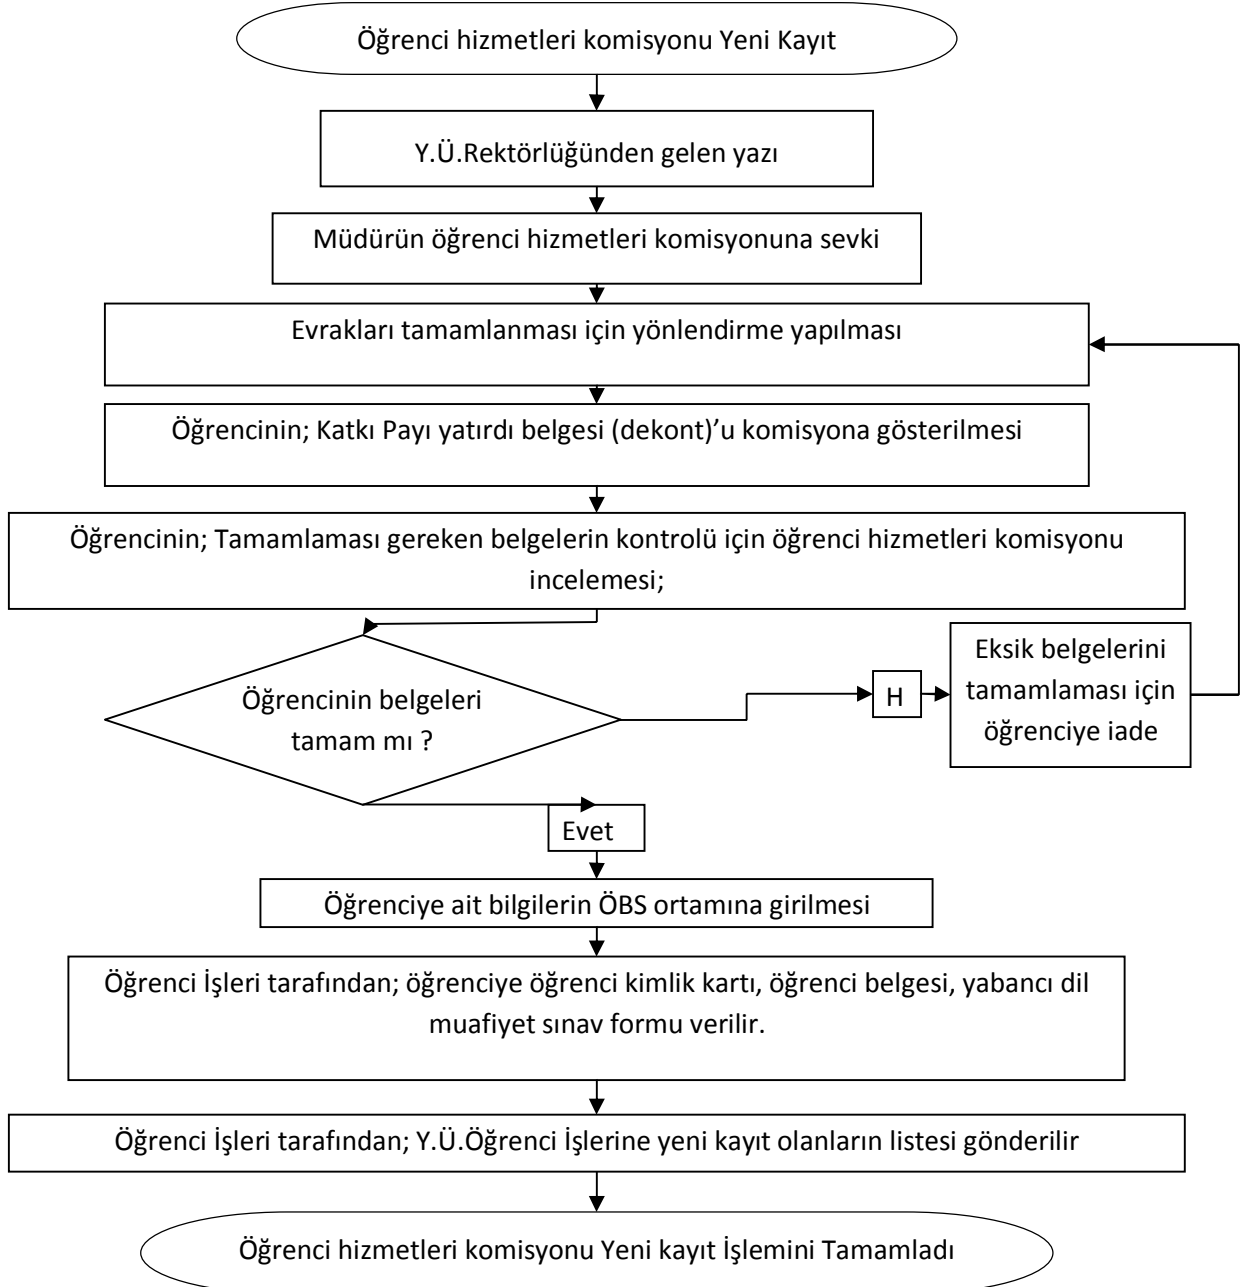 Öğrenci hizmetleri komisyonu Yeni Kayıt
Y.Ü.Rektörlüğünden gelen yazı
Müdürün öğrenci hizmetleri komisyonuna sevki
Evrakları tamamlanması için yönlendirme yapılması
Öğrencinin; Katkı Payı yatırdı belgesi (dekont)’u komisyona gösterilmesi
Öğrencinin; Tamamlaması gereken belgelerin kontrolü için öğrenci hizmetleri komisyonu
incelemesi;
Öğrencinin belgeleri
tamam mı ?
H
Eksik belgelerini
tamamlaması için
öğrenciye iade
Evet
Öğrenciye ait bilgilerin ÖBS ortamına girilmesi
Öğrenci İşleri tarafından; öğrenciye öğrenci kimlik kartı, öğrenci belgesi, yabancı dil
muafiyet sınav formu verilir.
Öğrenci İşleri tarafından; Y.Ü.Öğrenci İşlerine yeni kayıt olanların listesi gönderilir
Öğrenci hizmetleri komisyonu Yeni kayıt İşlemini Tamamladı